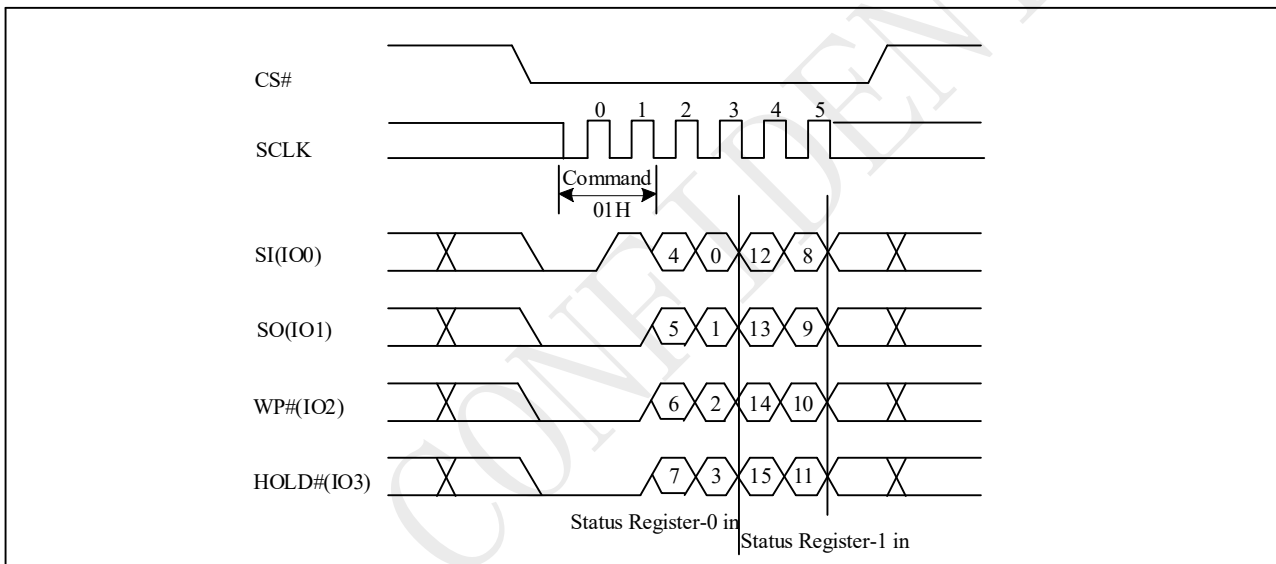 CS#
0 1 2 3 4 5
SCLK
Command
01H
SI(IO0) 4 0 12 8
SO(IO1) 5 1 13 9
WP#(IO2) 6 2 14 10
HOLD#(IO3) 7 3 15 11
Status Register-0 in
Status Register-1 in
CONFIDEN